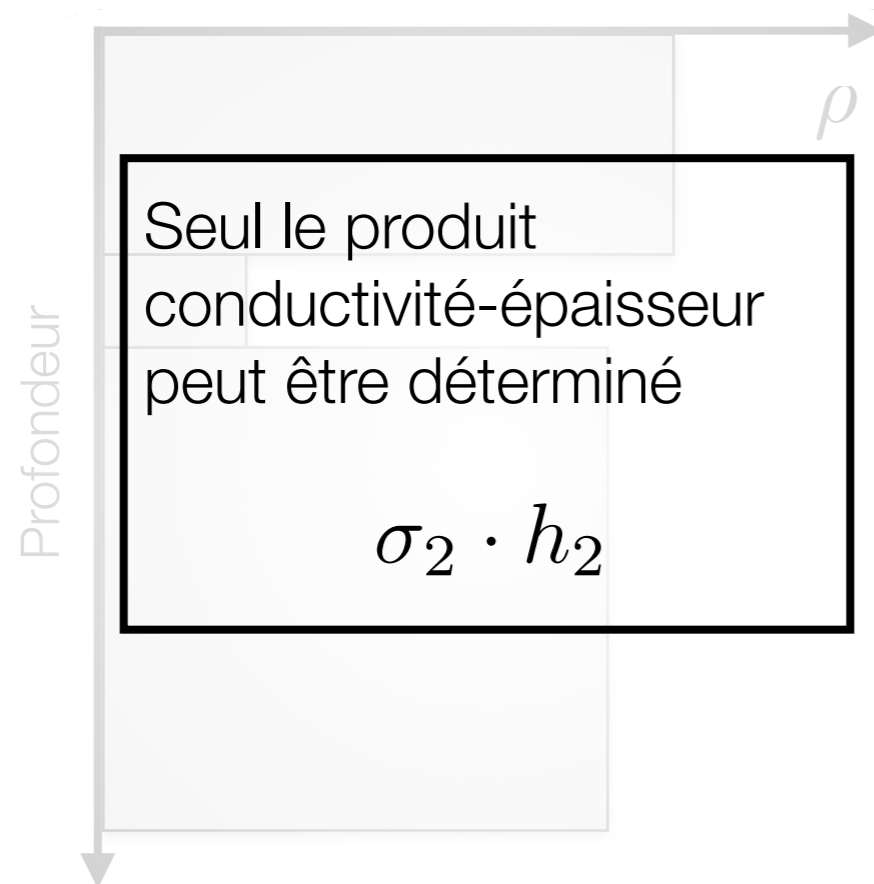 ρ
Seul le produit
conductivité-épaisseur
peut être déterminé
σ₂ · h₂
Profondeur